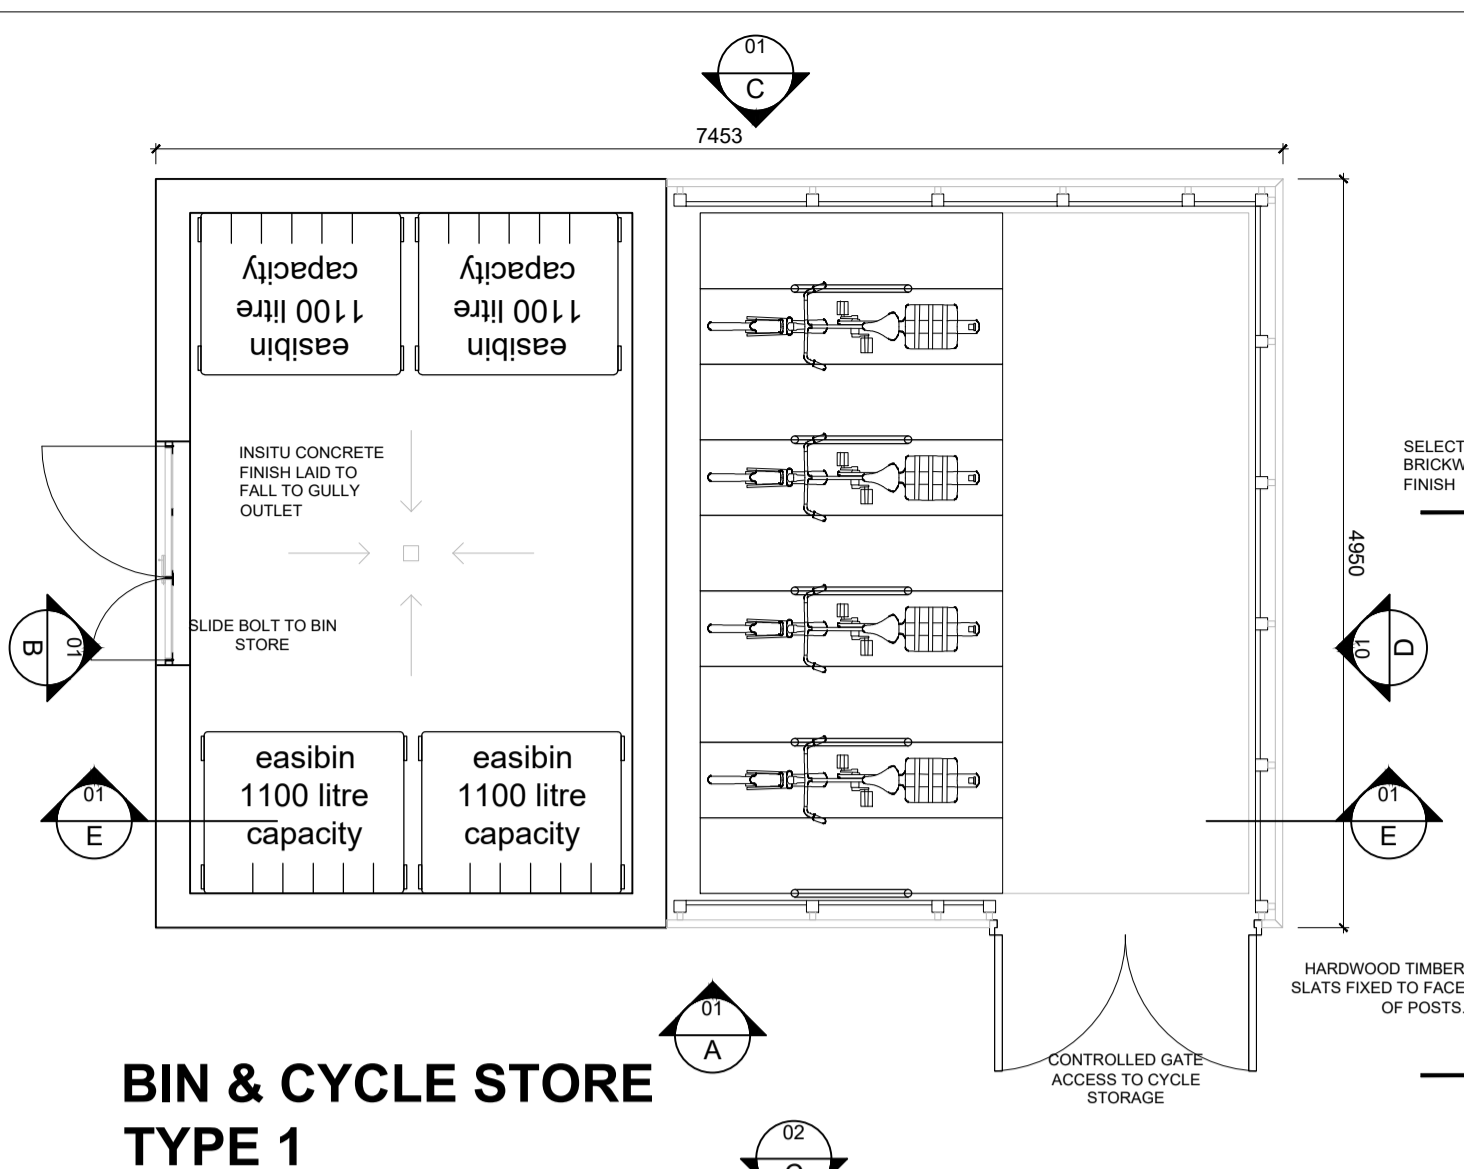 01
C
7453
easibin
1100 litre
capacity
easibin
1100 litre
capacity
INSITU CONCRETE
FINISH LAID TO
FALL TO GULLY
OUTLET
SELECT
BRICKW
FINISH
4950
SLIDE BOLT TO BIN
STORE
B
01
01
D
easibin
1100 litre
capacity
easibin
1100 litre
capacity
01
E
01
E
HARDWOOD TIMBER
SLATS FIXED TO FACE
OF POSTS.
01
A
CONTROLLED GATE
ACCESS TO CYCLE
STORAGE
BIN & CYCLE STORE
TYPE 1
02